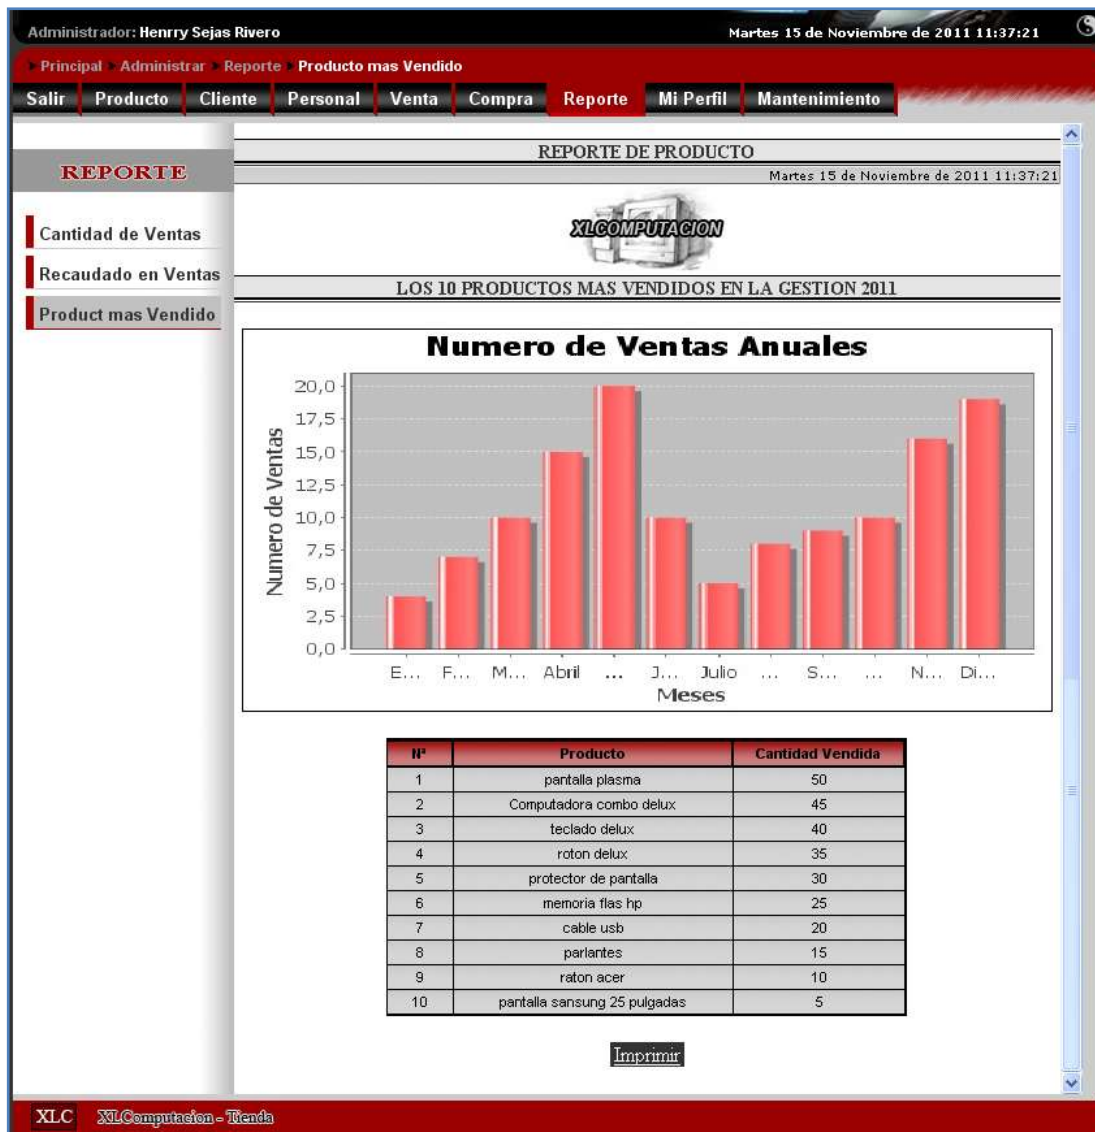 Administrador: Henrry Sejas Rivero
Martes 15 de Noviembre de 2011 11:37:21
Principal Administrar Reporte Producto mas Vendido
Salir Producto Cliente Personal Venta Compra Reporte Mi Perfil Mantenimiento
REPORTE
Cantidad de Ventas
Recaudado en Ventas
Product mas Vendido
REPORTE DE PRODUCTO
Martes 15 de Noviembre de 2011 11:37:21
XLCOMPUTACION
LOS 10 PRODUCTOS MAS VENDIDOS EN LA GESTION 2011
Numero de Ventas Anuales
Numero de Ventas
20,0
17,5
15,0
12,5
10,0
7,5
5,0
2,5
0,0
E... F... M... Abril ... J... Julio ... S... ... N... Di...
Meses
Nª Producto Cantidad Vendida
1 pantalla plasma 50
2 Computadora combo delux 45
3 teclado delux 40
4 roton delux 35
5 protector de pantalla 30
6 memoria flas hp 25
7 cable usb 20
8 parlantes 15
9 raton acer 10
10 pantalla sansung 25 pulgadas 5
Imprimir
XLC XLComputacion - Tienda